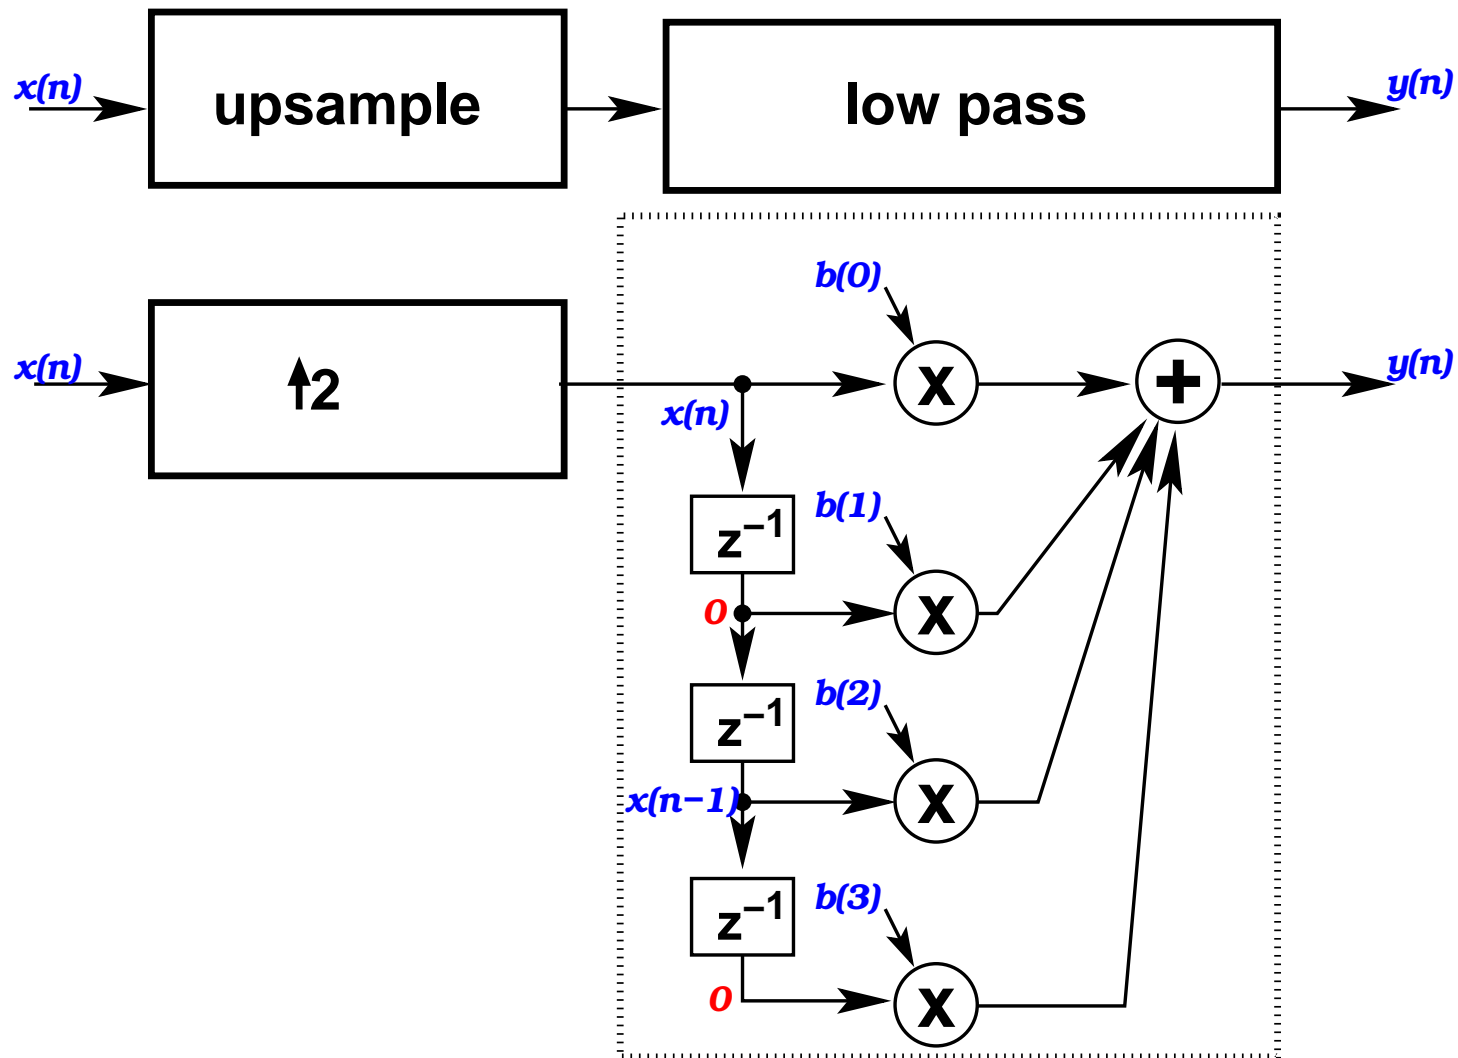 x(n) upsample low pass y(n)
b(0)
x(n) ↑2 x y(n)
+
x(n)
b(1)
z⁻¹
0 x
b(2)
z⁻¹
x(n−1) x
b(3)
z⁻¹
0 x